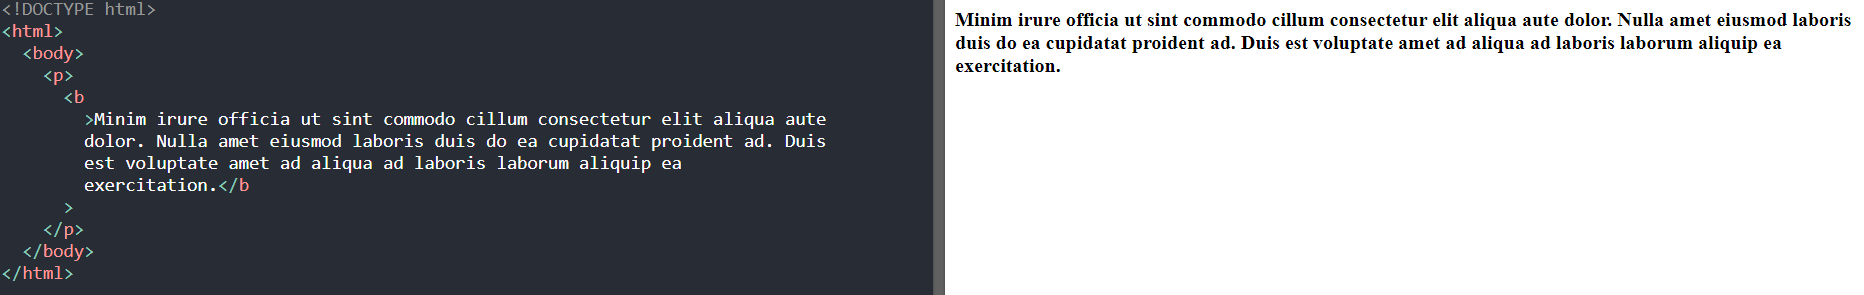 <!DOCTYPE html>
<html>
<body>
<p>
<b
>Minim irure officia ut sint commodo cillum consectetur elit aliqua aute
dolor. Nulla amet eiusmod laboris duis do ea cupidatat proident ad. Duis
est voluptate amet ad aliqua ad laboris laborum aliquip ea
exercitation.</b
>
</p>
</body>
</html>
Minim irure officia ut sint commodo cillum consectetur elit aliqua aute dolor. Nulla amet eiusmod laboris
duis do ea cupidatat proident ad. Duis est voluptate amet ad aliqua ad laboris laborum aliquip ea
exercitation.